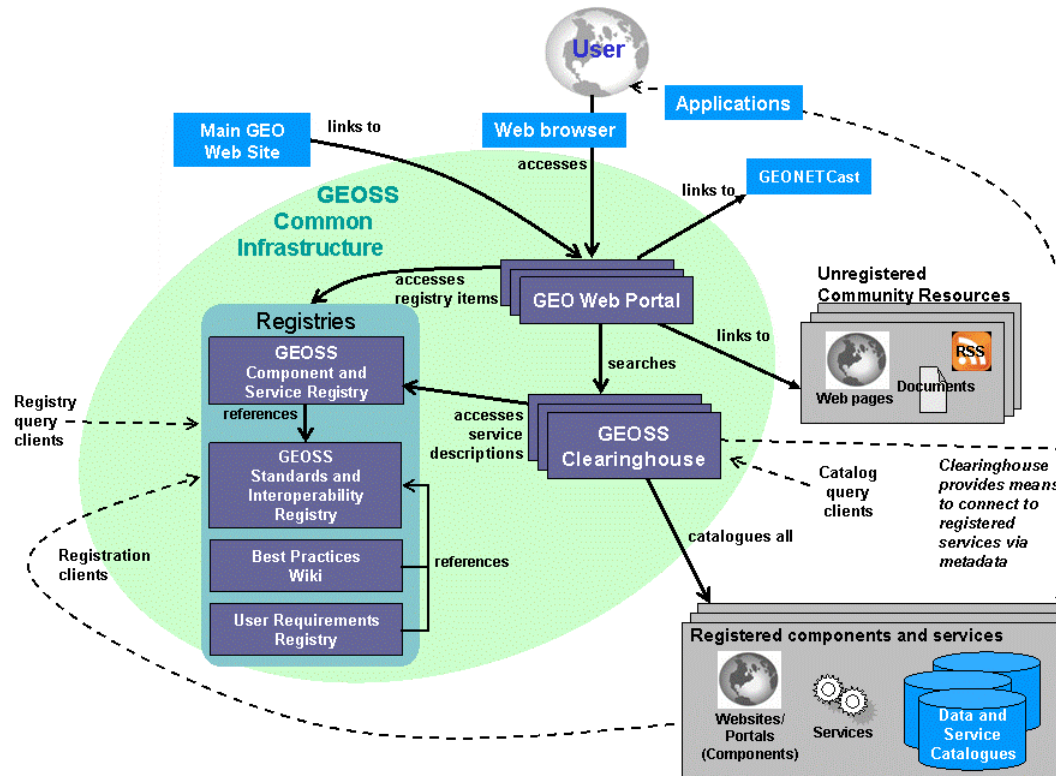 User
Applications
Main GEO
Web Site
links to
Web browser
accesses
links to
GEONETCast
GEOSS
Common
Infrastructure
accesses
registry items
GEO Web Portal
Unregistered
Community Resources
RSS
Web pages
Documents
links to
searches
Registries
GEOSS
Component and
Service Registry
references
accesses
service
descriptions
GEOSS
Clearinghouse
Registry
query
clients
GEOSS
Standards and
Interoperability
Registry
Catalog
query
clients
Clearinghouse
provides means
to connect to
registered
services via
metadata
Registration
clients
Best Practices
Wiki
references
catalogues all
User Requirements
Registry
Registered components and services
Websites/
Portals
(Components)
Services
Data and
Service
Catalogues